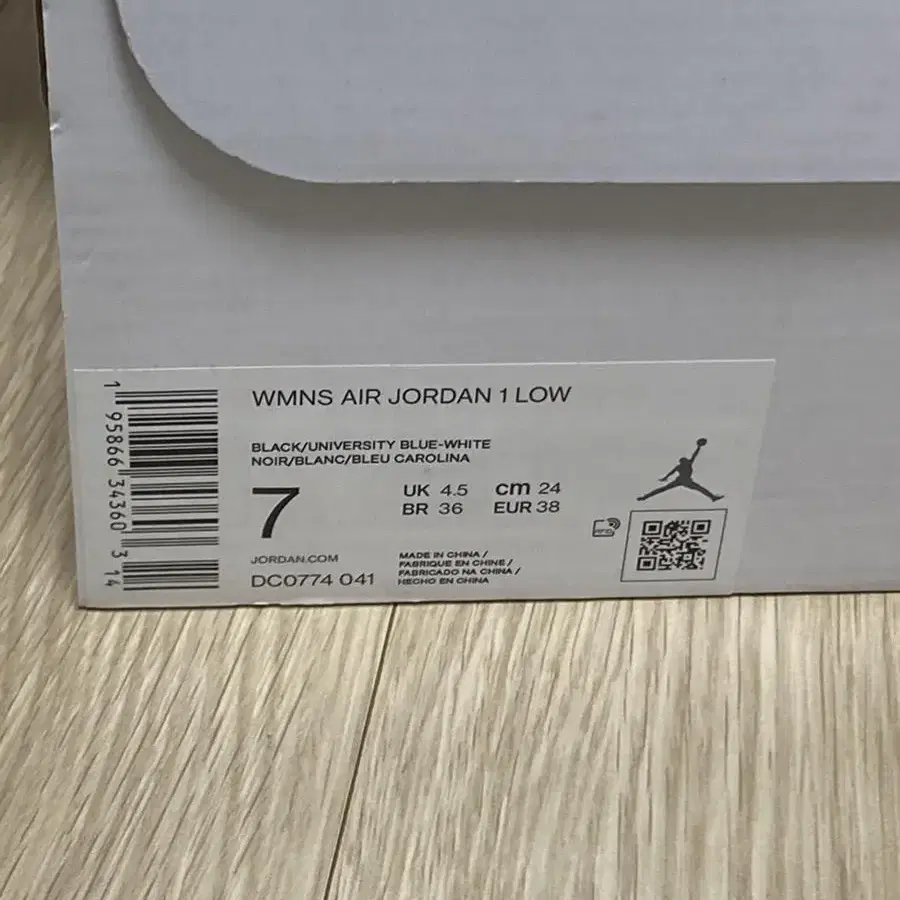 WMNS AIR JORDAN 1 LOW
BLACK/UNIVERSITY BLUE-WHITE
NOIR/BLANC/BLEU CAROLINA
7
UK 4.5 cm 24
BR 36 EUR 38
JORDAN.COM
DC0774 041
MADE IN CHINA /
FABRIQUE EN CHINE /
FABRICADO NA CHINA /
HECHO EN CHINA
RFID
1 95866 34360 3 14